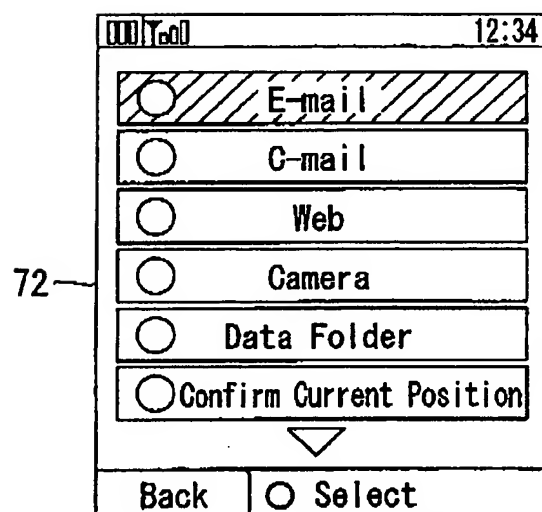 12:34
E-mail
C-mail
Web
Camera
72
Data Folder
Confirm Current Position
Back Select